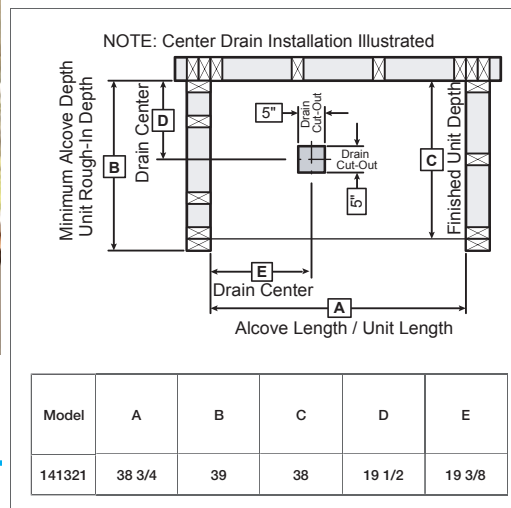 NOTE: Center Drain Installation Illustrated
Minimum Alcove Depth
Unit Rough-In Depth
B
Drain Center
D
5"
Drain
Cut-Out
Drain
Cut-Out
5"
C
Finished Unit Depth
E
Drain Center
A
Alcove Length / Unit Length
Model A B C D E
141321 38 3/4 39 38 19 1/2 19 3/8